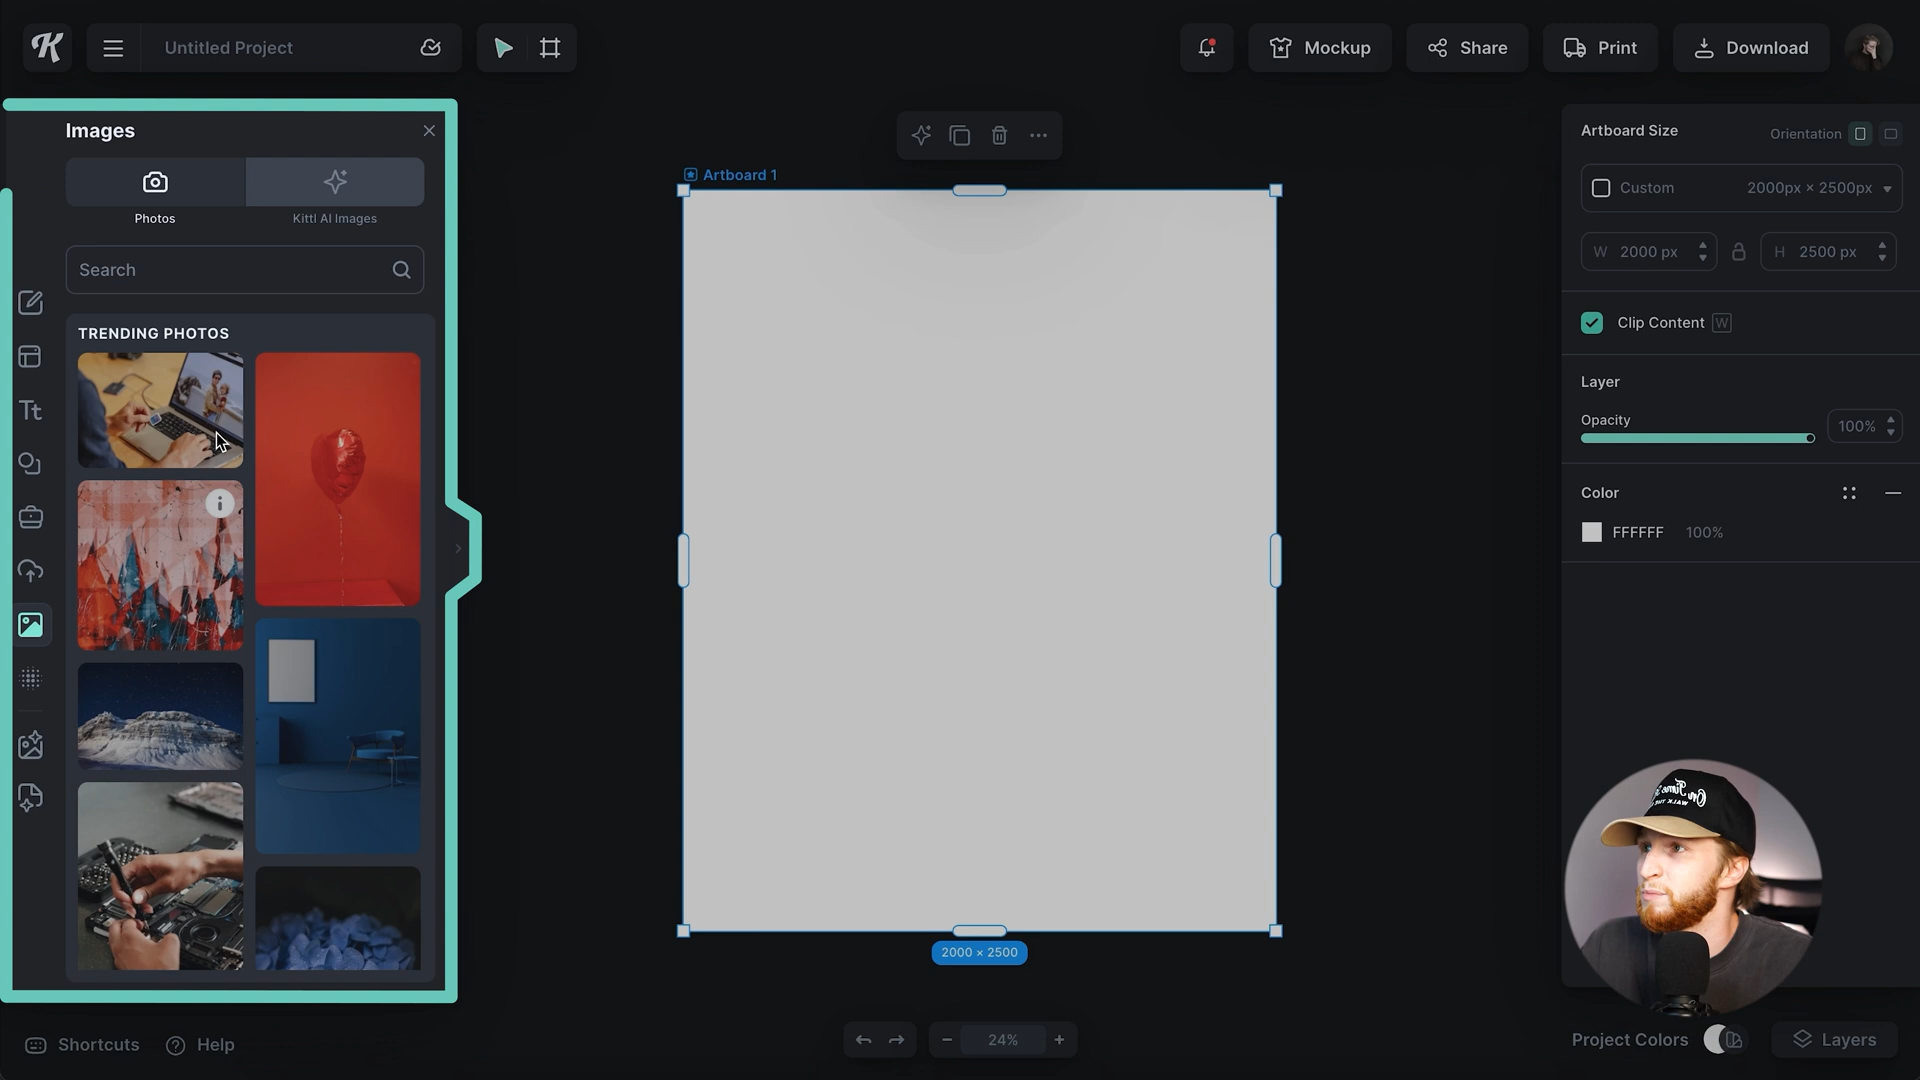 Untitled Project
Mockup
Share
Print
Download
Images
Photos
Kittl AI Images
Search
TRENDING PHOTOS
Tt
Artboard 1
2000 × 2500
Artboard Size
Orientation
Custom 2000px × 2500px
W 2000 px
H 2500 px
Clip Content W
Layer
Opacity
100%
Color
FFFFFF 100%
Shortcuts
Help
24%
Project Colors
Layers